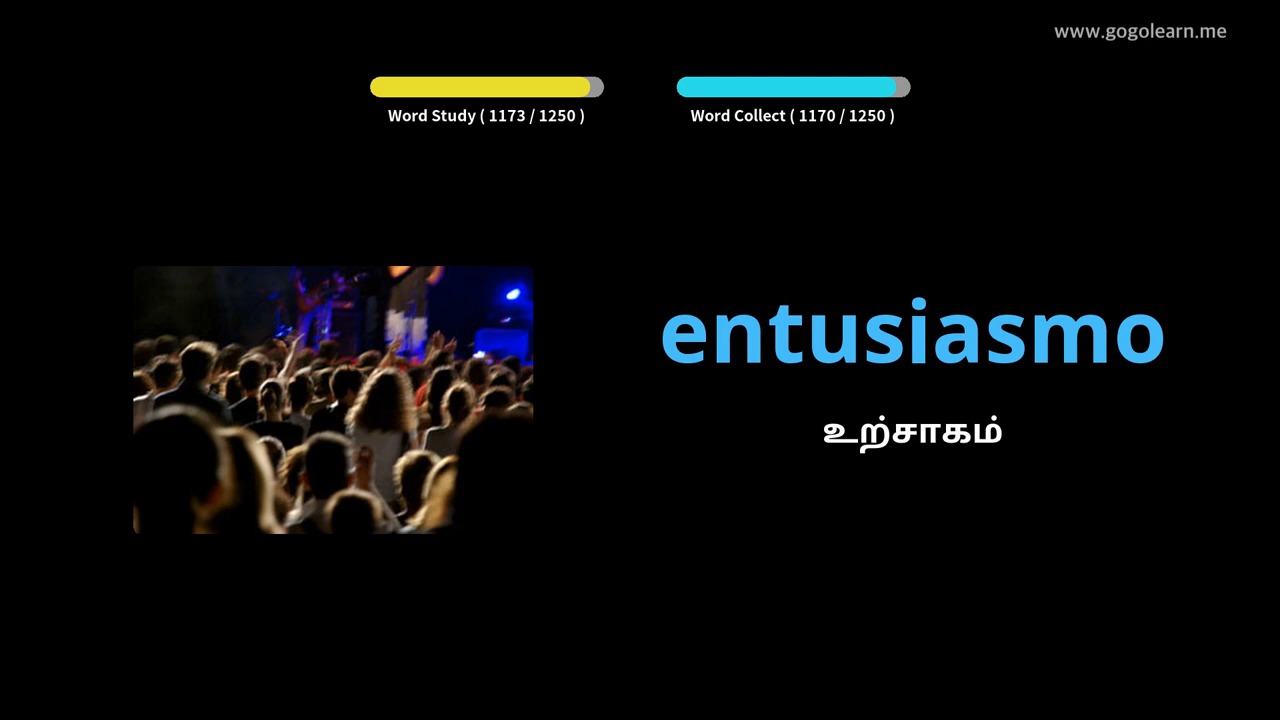 www.gogolearn.me
Word Study ( 1173 / 1250 )
Word Collect ( 1170 / 1250 )
entusiasmo
உற்சாகம்